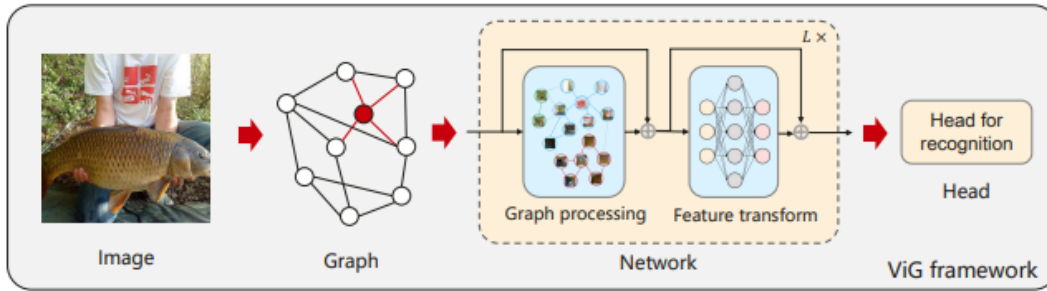 L ×
Graph processing
Feature transform
Head for
recognition
Image
Graph
Network
Head
ViG framework